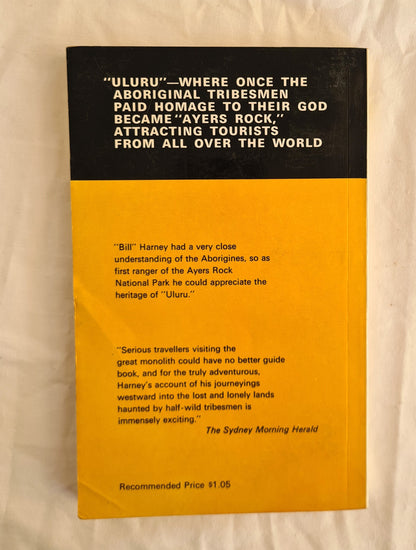 "ULURU"—WHERE ONCE THE
ABORIGINAL TRIBESMEN
PAID HOMAGE TO THEIR GOD
BECAME "AYERS ROCK,"
ATTRACTING TOURISTS
FROM ALL OVER THE WORLD
"Bill" Harney had a very close
understanding of the Aborigines, so as
first ranger of the Ayers Rock
National Park he could appreciate the
heritage of "Uluru."
"Serious travellers visiting the
great monolith could have no better guide
book, and for the truly adventurous,
Harney's account of his journeyings
westward into the lost and lonely lands
haunted by half-wild tribesmen is
immensely exciting."
The Sydney Morning Herald
Recommended Price $1.05